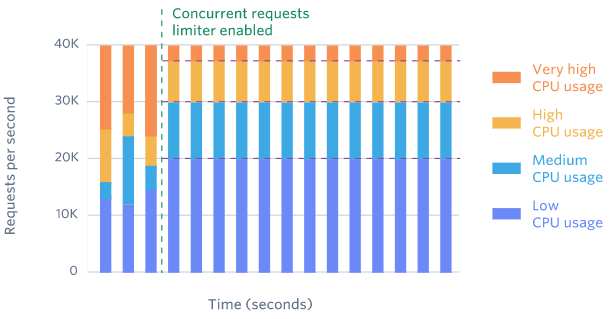 Concurrent requests
limiter enabled
40K
30K
20K
10K
0
Requests per second
Time (seconds)
Very high
CPU usage
High
CPU usage
Medium
CPU usage
Low
CPU usage